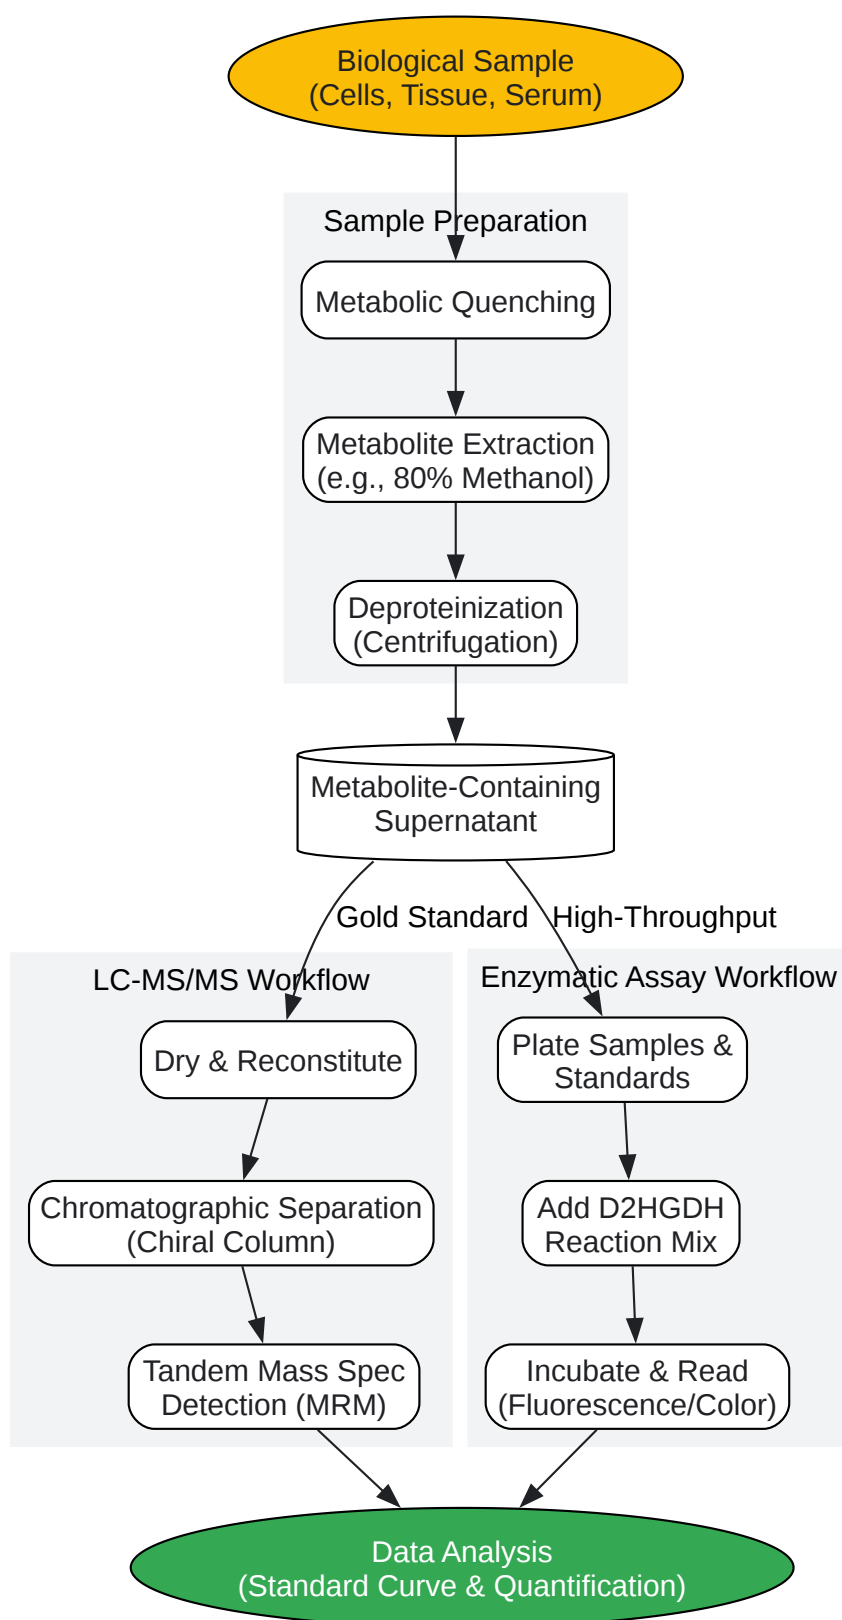 Biological Sample
(Cells, Tissue, Serum)
Sample Preparation
Metabolic Quenching
Metabolite Extraction
(e.g., 80% Methanol)
Deproteinization
(Centrifugation)
Metabolite-Containing
Supernatant
Gold Standard
High-Throughput
LC-MS/MS Workflow
Dry & Reconstitute
Chromatographic Separation
(Chiral Column)
Tandem Mass Spec
Detection (MRM)
Enzymatic Assay Workflow
Plate Samples &
Standards
Add D2HGDH
Reaction Mix
Incubate & Read
(Fluorescence/Color)
Data Analysis
(Standard Curve & Quantification)